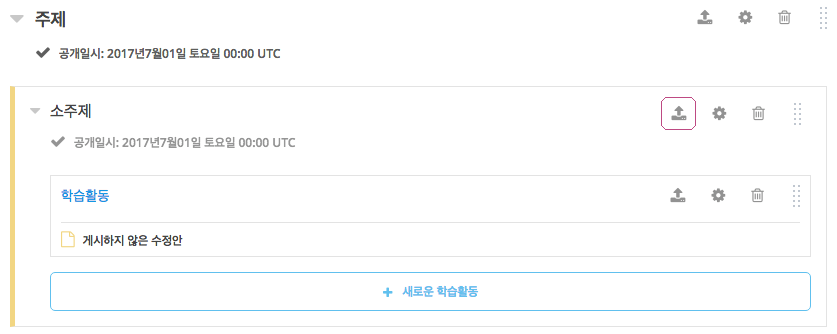 주제
공개일시: 2017년7월01일 토요일 00:00 UTC
소주제
공개일시: 2017년7월01일 토요일 00:00 UTC
학습활동
게시하지 않은 수정안
+ 새로운 학습활동